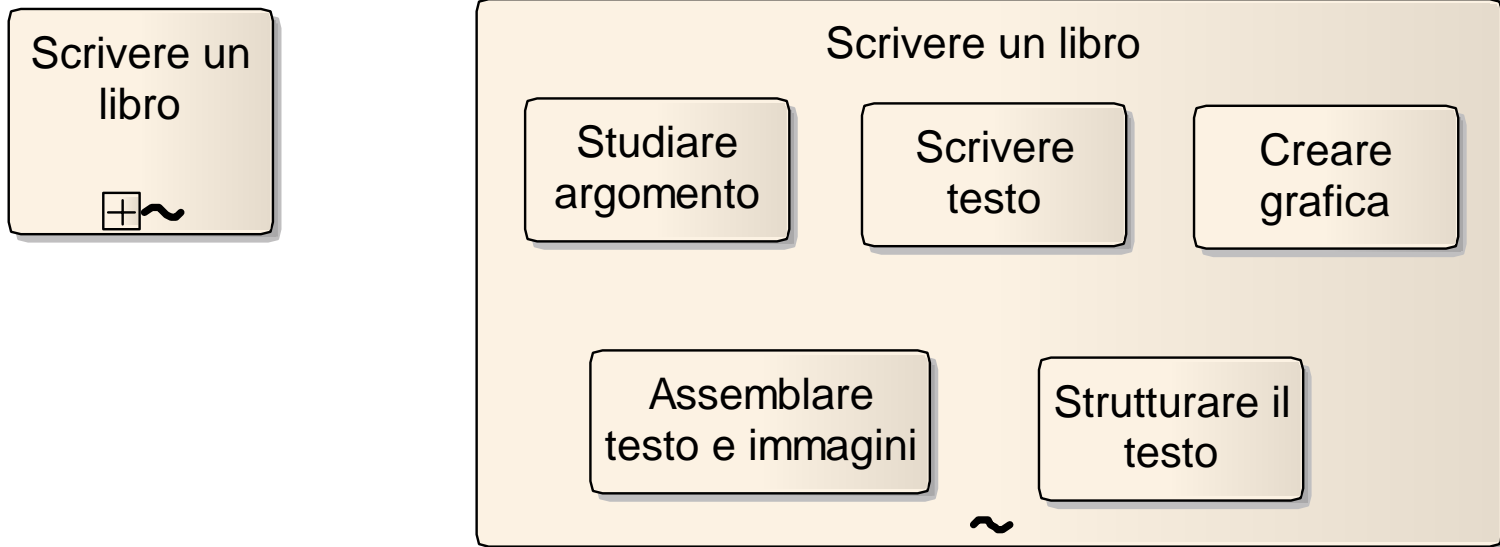 Scrivere un
libro
Scrivere un libro
Studiare
argomento
Scrivere
testo
Creare
grafica
Assemblare
testo e immagini
Strutturare il
testo